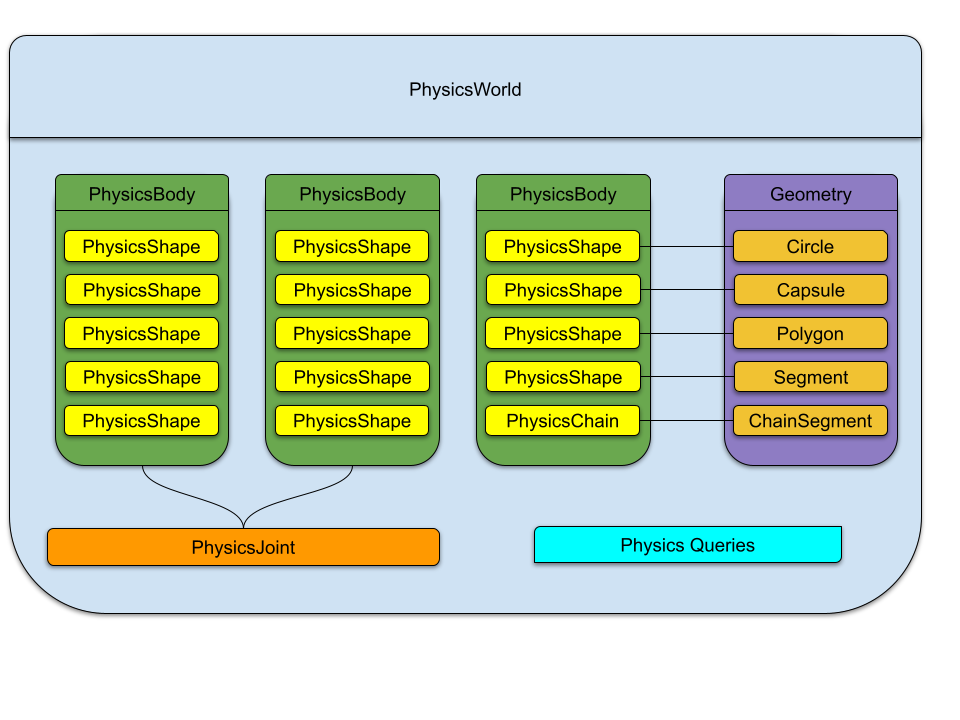 PhysicsWorld
PhysicsBody
PhysicsShape
PhysicsShape
PhysicsShape
PhysicsShape
PhysicsShape
PhysicsBody
PhysicsShape
PhysicsShape
PhysicsShape
PhysicsShape
PhysicsShape
PhysicsBody
PhysicsShape
PhysicsShape
PhysicsShape
PhysicsShape
PhysicsChain
Geometry
Circle
Capsule
Polygon
Segment
ChainSegment
PhysicsJoint
Physics Queries